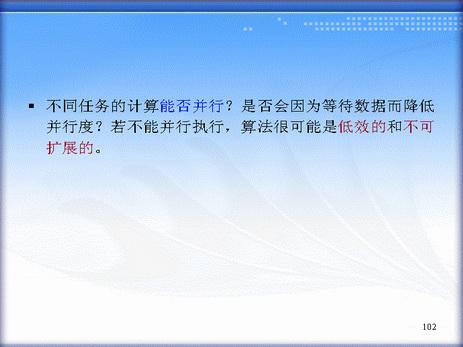 ▪ 不同任务的计算能否并行？是否会因为等待数据而降低
并行度？若不能并行执行，算法很可能是低效的和不可
扩展的。
102